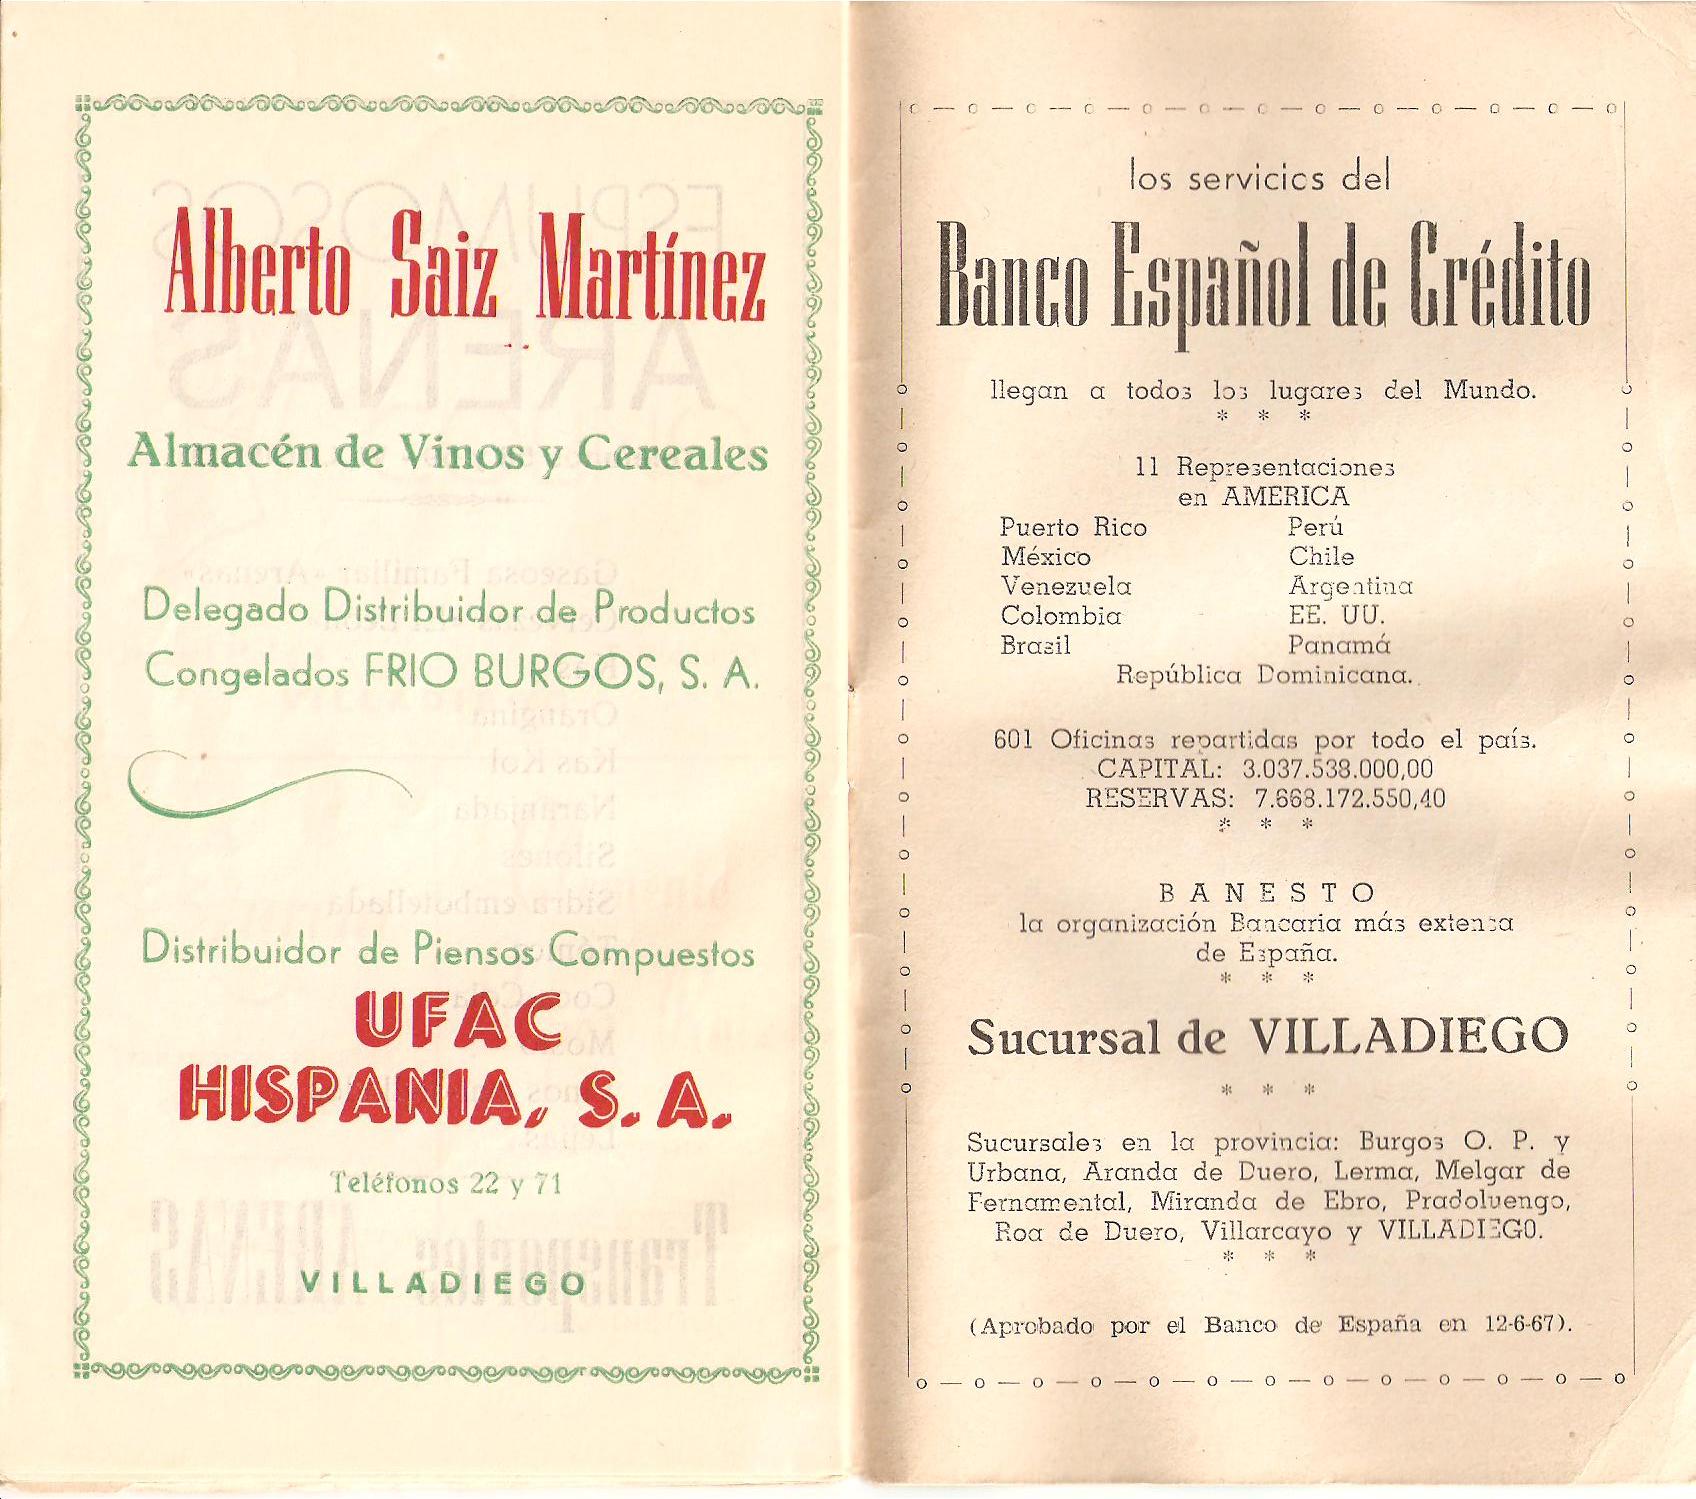 Alberto Saiz Martínez
Almacén de Vinos y Cereales
Delegado Distribuidor de Productos
Congelados FRIO BURGOS, S. A.
Distribuidor de Piensos Compuestos
UFAC
HISPANIA, S. A.
Teléfonos 22 y 71
VILLADIEGO
los servicics del
Banco Español de Crédito
llegan a todos los lugares del Mundo.
* * *
11 Representaciones
en AMERICA
Puerto Rico Perú
México Chile
Venezuela Argentina
Colombia EE. UU.
Brasil Panamá
República Dominicana.
601 Oficinas repartidas por todo el país.
CAPITAL: 3.037.538.000,00
RESERVAS: 7.668.172.550,40
* * *
BANESTO
la organización Bancaria más extensa
de España.
* * *
Sucursal de VILLADIEGO
* * *
Sucursales en la provincia: Burgos O. P. y
Urbana, Aranda de Duero, Lerma, Melgar de
Fernamental, Miranda de Ebro, Pradoluengo,
Roa de Duero, Villarcayo y VILLADIEGO.
* * *
(Aprobado por el Banco de España en 12-6-67).